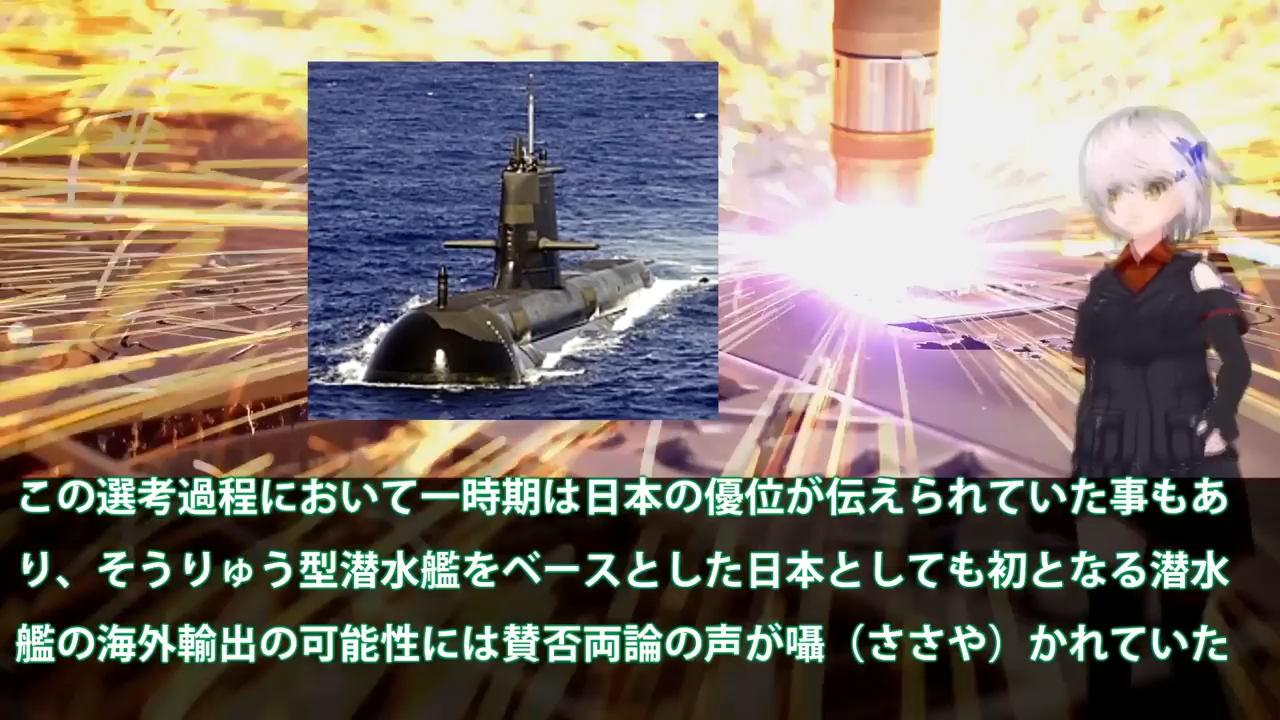 この選考過程において一時期は日本の優位が伝えられていた事もあ
り、そうりゅう型潜水艦をベースとした日本としても初となる潜水
艦の海外輸出の可能性には賛否両論の声が囁（ささや）かれていた